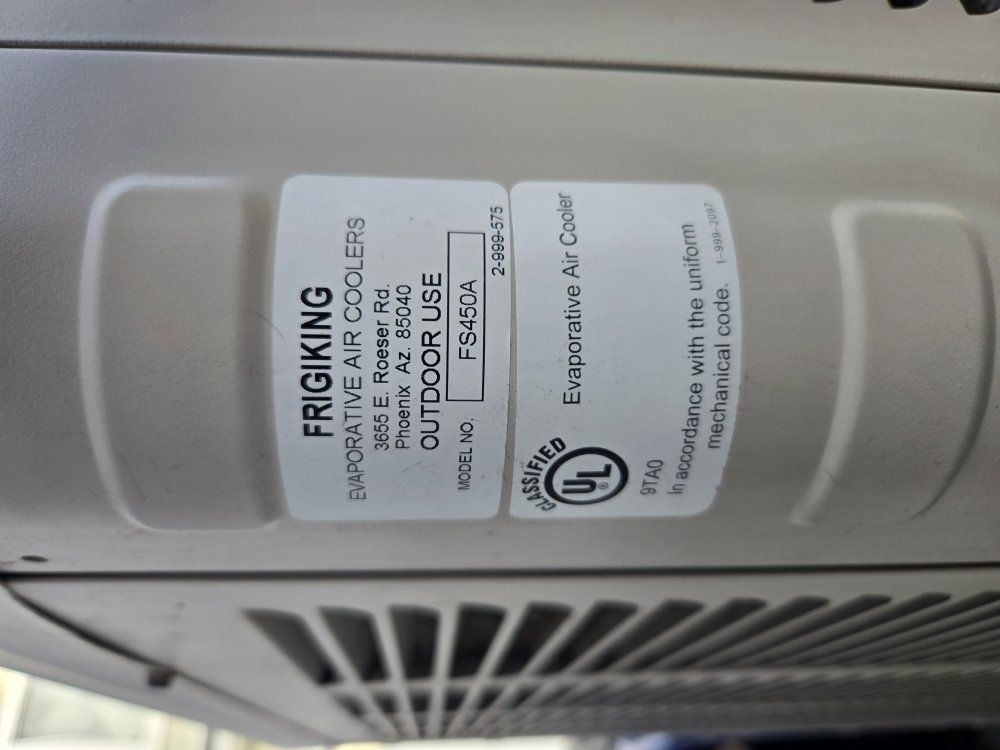 FRIGIKING
EVAPORATIVE AIR COOLERS
3655 E. Roeser Rd.
Phoenix Az. 85040
OUTDOOR USE
MODEL NO. FS450A
2-999-575
CLASSIFIED
UL
®
Evaporative Air Cooler
9TA0
In accordance with the uniform
mechanical code. 1-999-2097